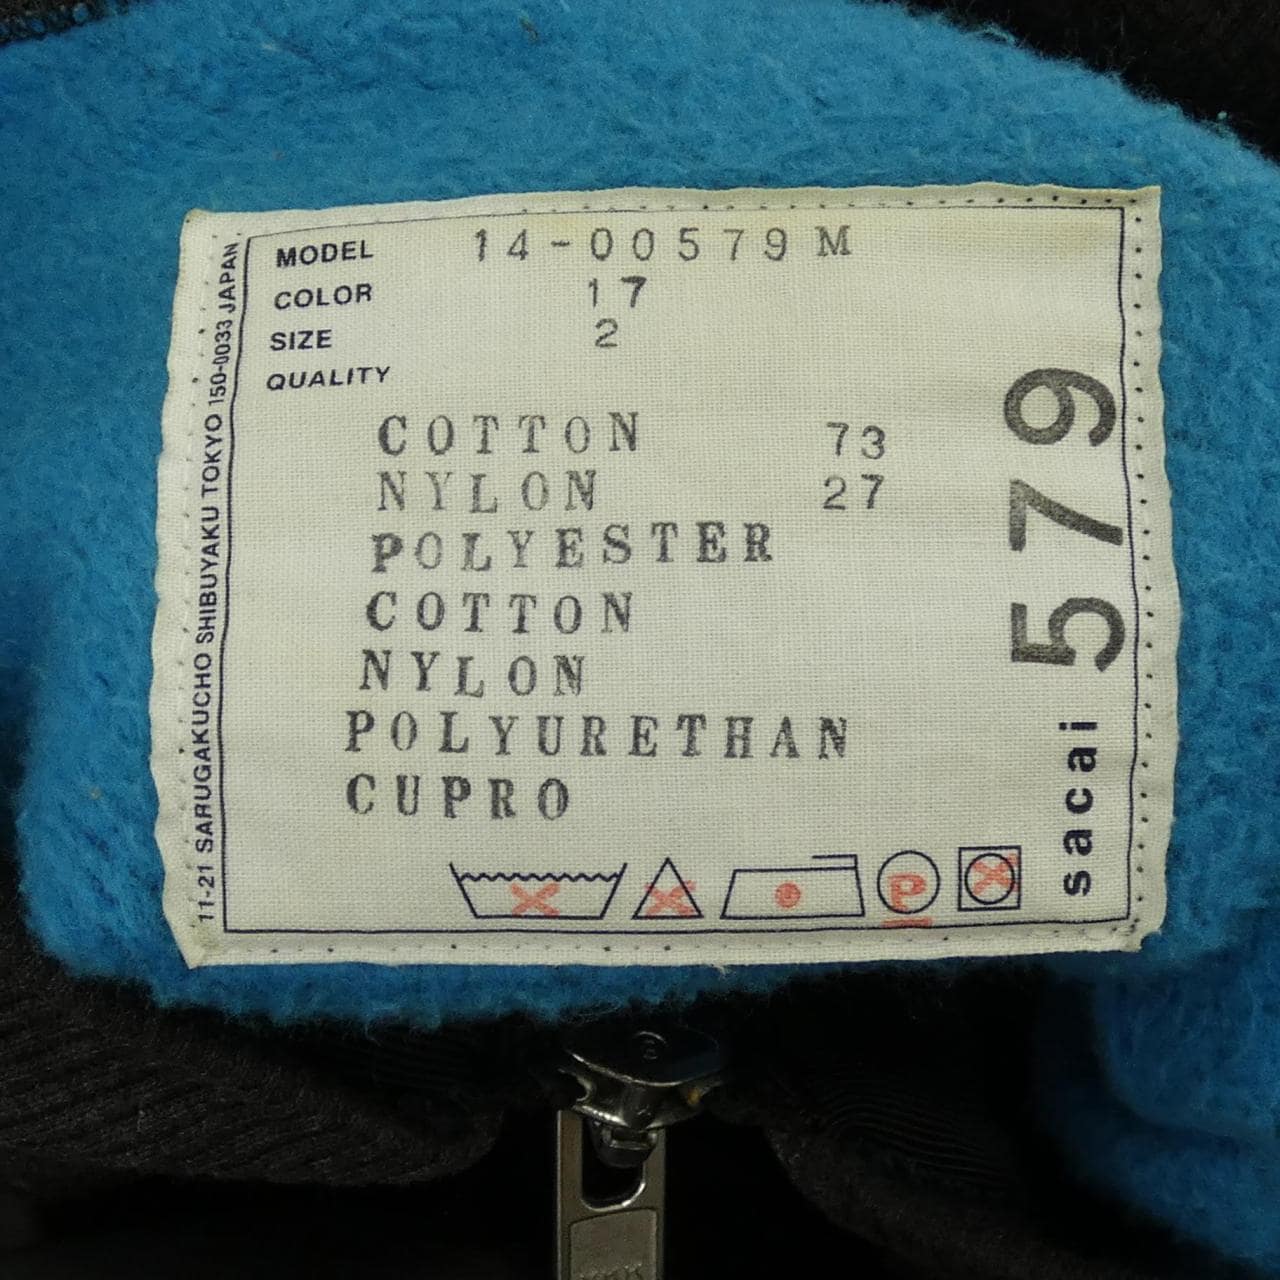 MODEL 14-00579M
COLOR 17
SIZE 2
QUALITY
COTTON 73
NYLON 27
POLYESTER
COTTON
NYLON
POLYURETHAN
CUPRO
P
11-21 SARUGAKUCHO SHIBUYAKU TOKYO 150-0033 JAPAN
sacai 579